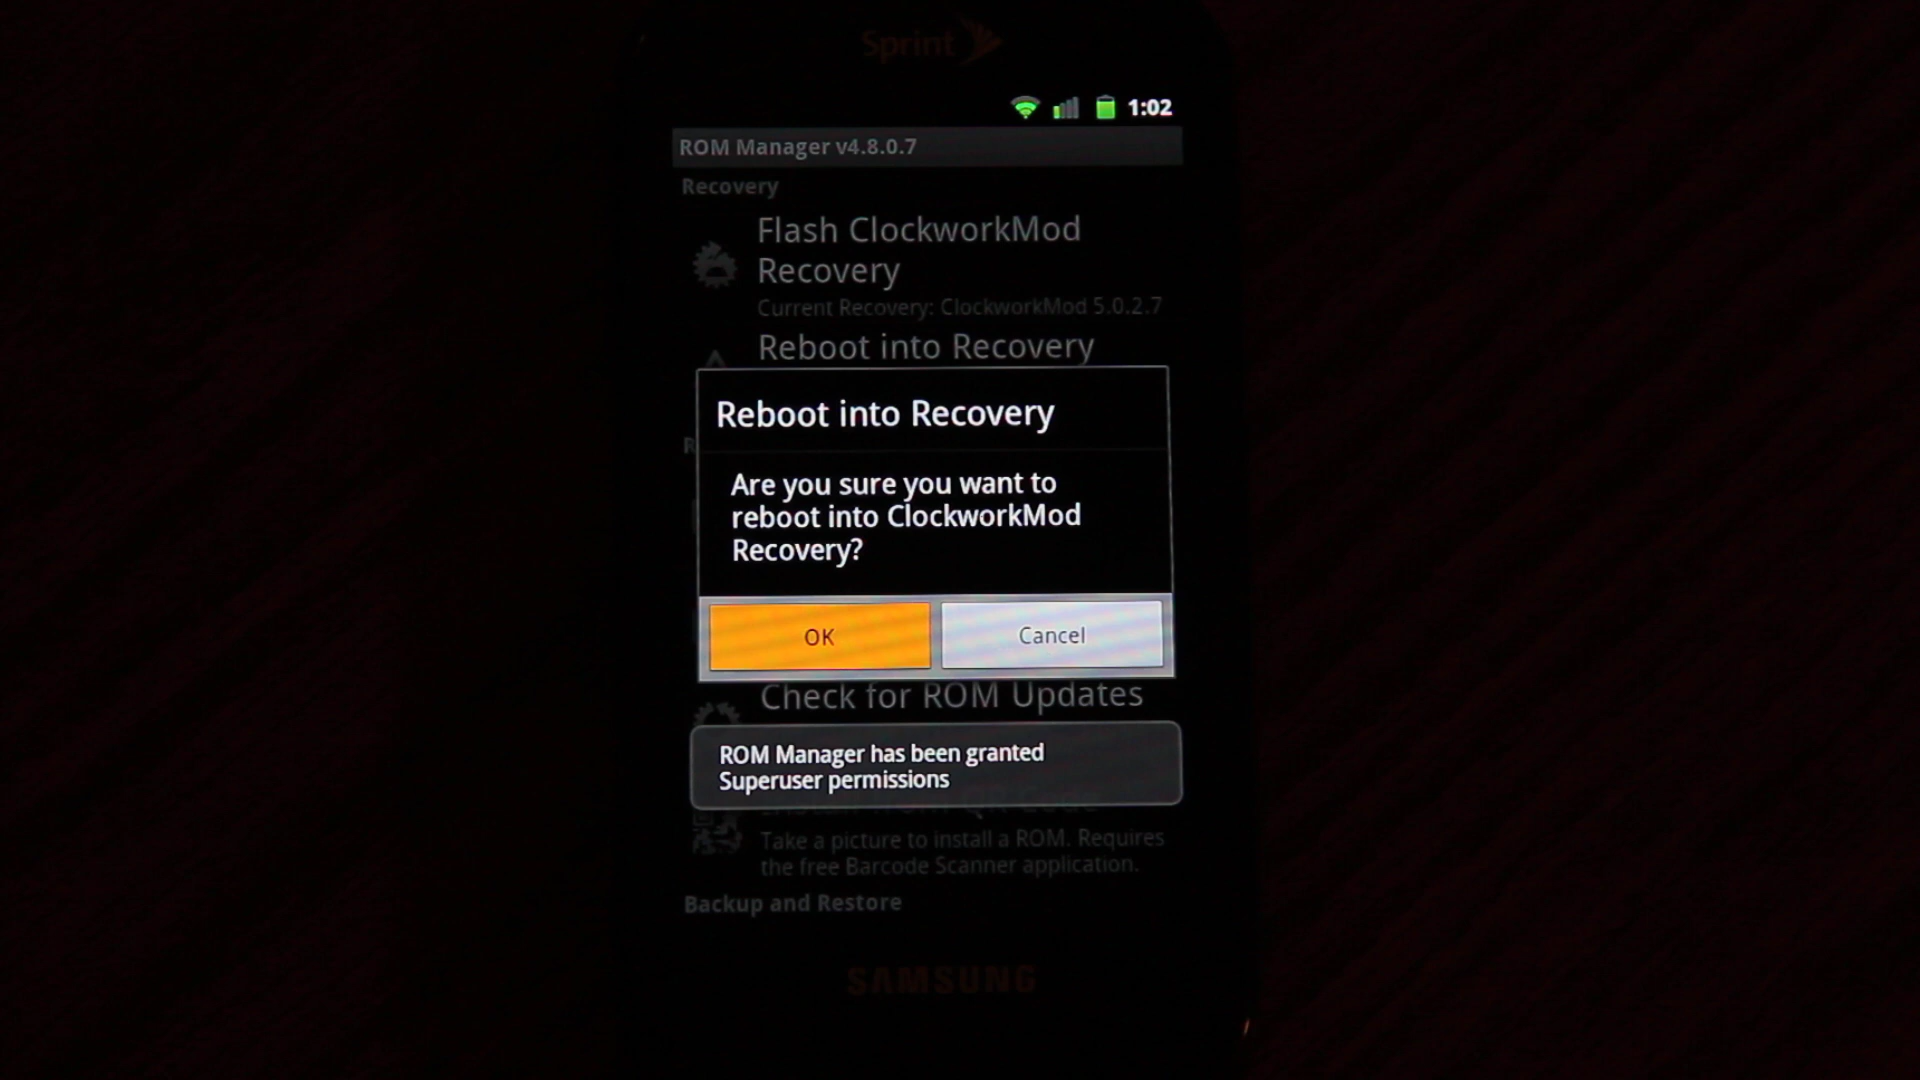 Sprint
1:02
ROM Manager v4.8.0.7
Recovery
Flash ClockworkMod
Recovery
Current Recovery: ClockworkMod 5.0.2.7
Reboot into Recovery
Reboot into Recovery
Are you sure you want to
reboot into ClockworkMod
Recovery?
OK
Cancel
Check for ROM Updates
ROM Manager has been granted
Superuser permissions
QR Code
Take a picture to install a ROM. Requires
the free Barcode Scanner application.
Backup and Restore
SAMSUNG